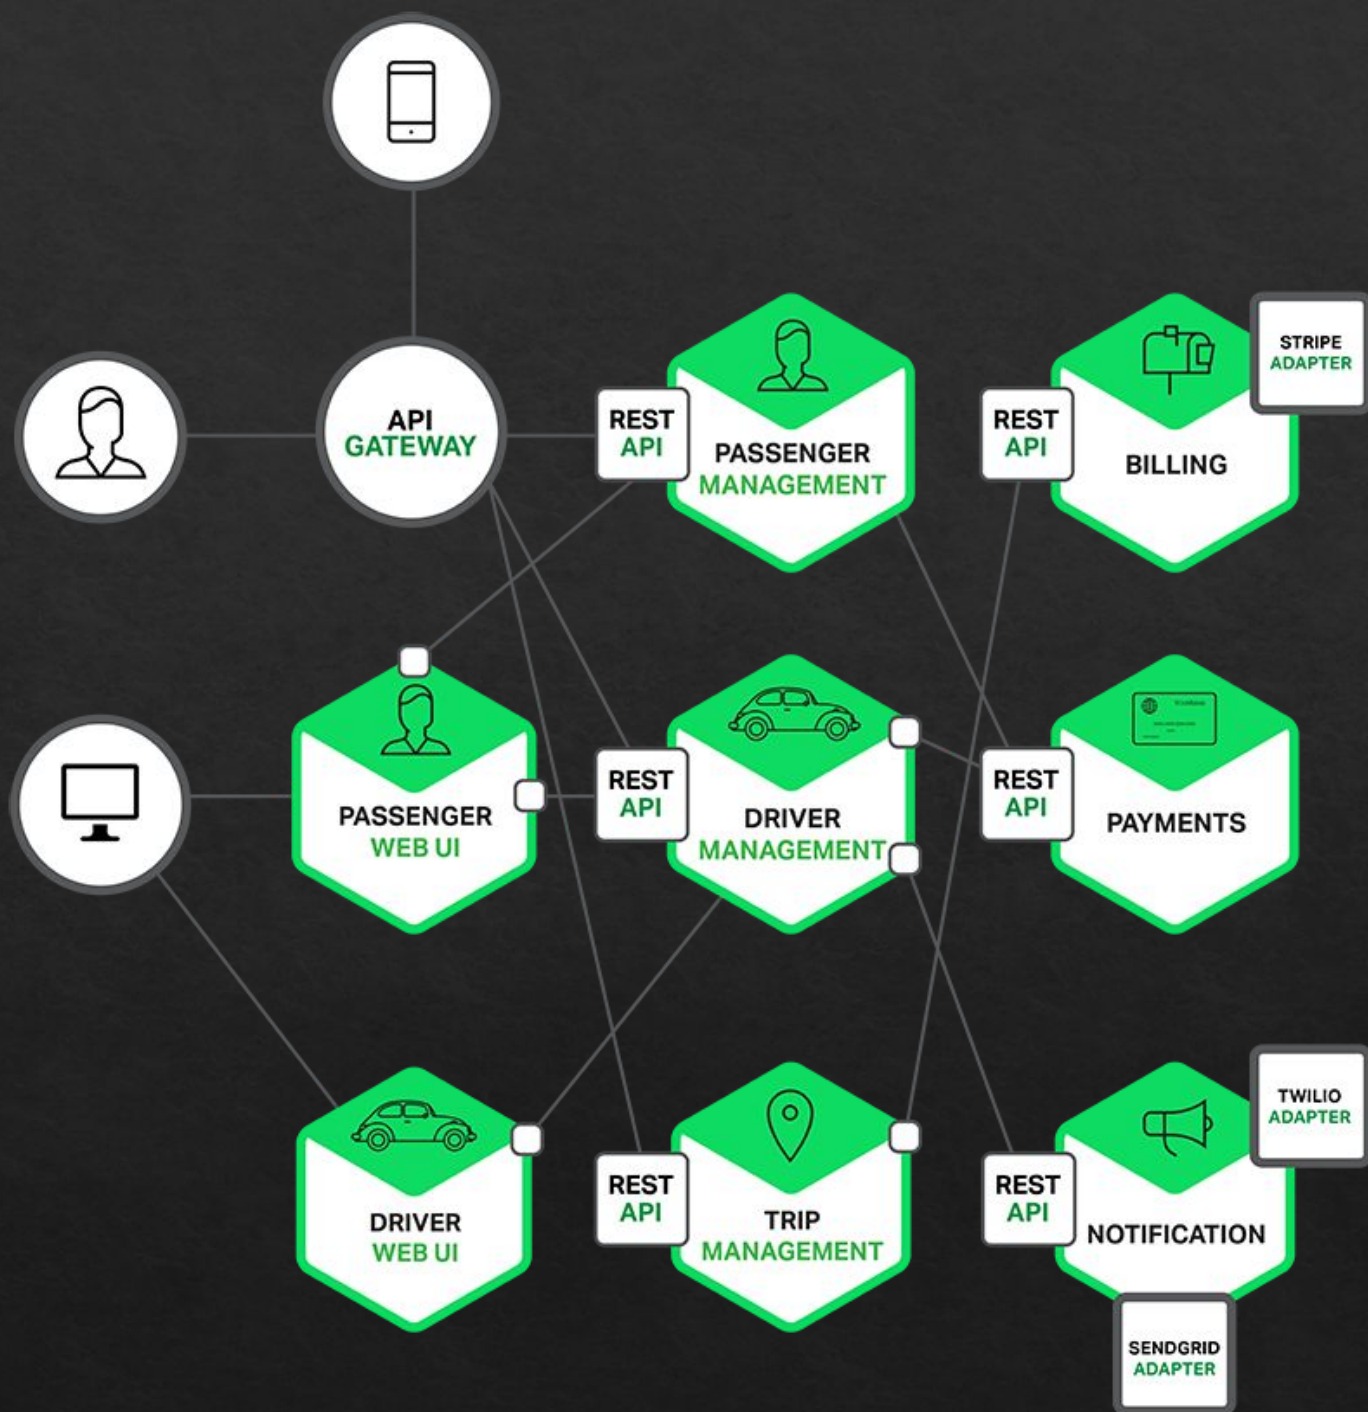 API
GATEWAY
REST
API
PASSENGER
MANAGEMENT
REST
API
BILLING
STRIPE
ADAPTER
PASSENGER
WEB UI
REST
API
DRIVER
MANAGEMENT
REST
API
PAYMENTS
DRIVER
WEB UI
REST
API
TRIP
MANAGEMENT
REST
API
NOTIFICATION
TWILIO
ADAPTER
SENDGRID
ADAPTER